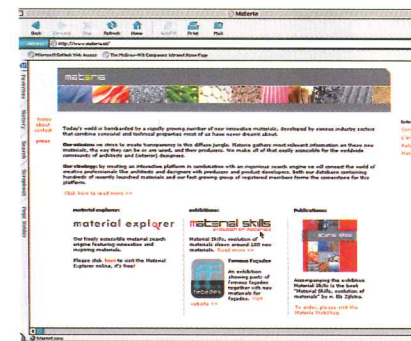 Materia
Back
Forward
Stop
Refresh
Home
AutoFill
Print
Mail
http://www.materia.nl/
Microsoft Outlook Web Access
The McGraw-Hill Companies Intranet Home Page
Favorites
History
Search
Scrapbook
Page Holder
materia
home
about
contact
press
Today's world is bombarded by a rapidly growing number of new innovative materials, developed by various industry sectors
that combine sensorial and technical properties most of us have never dreamt about.
Our mission: we strive to create transparency in this diffuse jungle. Materia gathers most relevant information on these new
materials, the way they can be or are used, and their producers. We make all of that easily accessible for the worldwide
community of architects and (interior) designers.
Our strategy: by creating an interactive platform in combination with an ingenious search engine we will connect the world of
creative professionals like architects and designers with producers and product developers. Both our database containing
hundreds of recently launched materials and our fast growing group of registered members forms the cornerstone for this
platform.
Click here to read more >>
material explorer:
material explorer
Our freely accessible material search
engine featuring innovative and
inspiring materials.
Please click here to visit the Material
Explorer online, it's free!
exhibitions:
material skills
evolution of materials
Material Skills, evolution of
materials shows around 100 new
materials. Read more >>
façades
Famous Façades
An exhibition
showing parts of
famous façades
together with new
materials for
façades. Visit
website >>
Publications:
Accompanying the exhibition
Material Skills is the book
"Material Skills, evolution of
materials" by m. Els Zijlstra.
To order, please visit the
Materia WebShop.
Internet zone